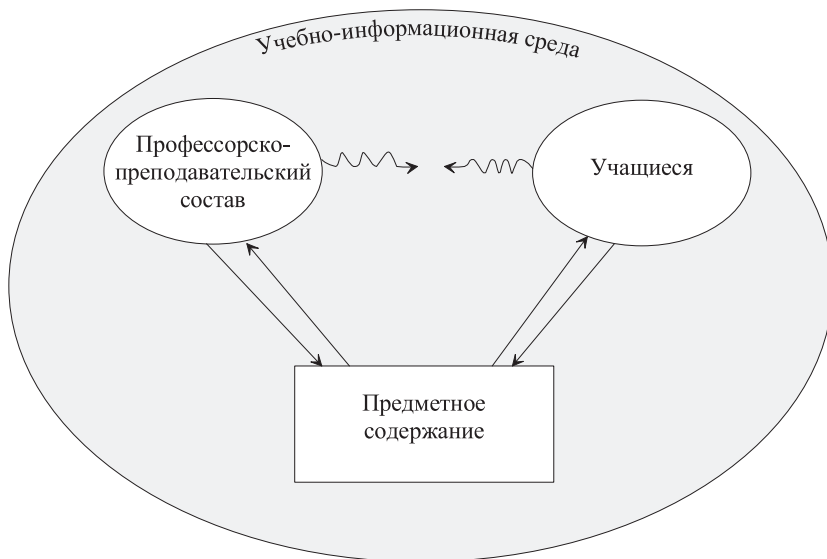 Учебно-информационная среда
Профессорско-
преподавательский
состав
Учащиеся
Предметное
содержание